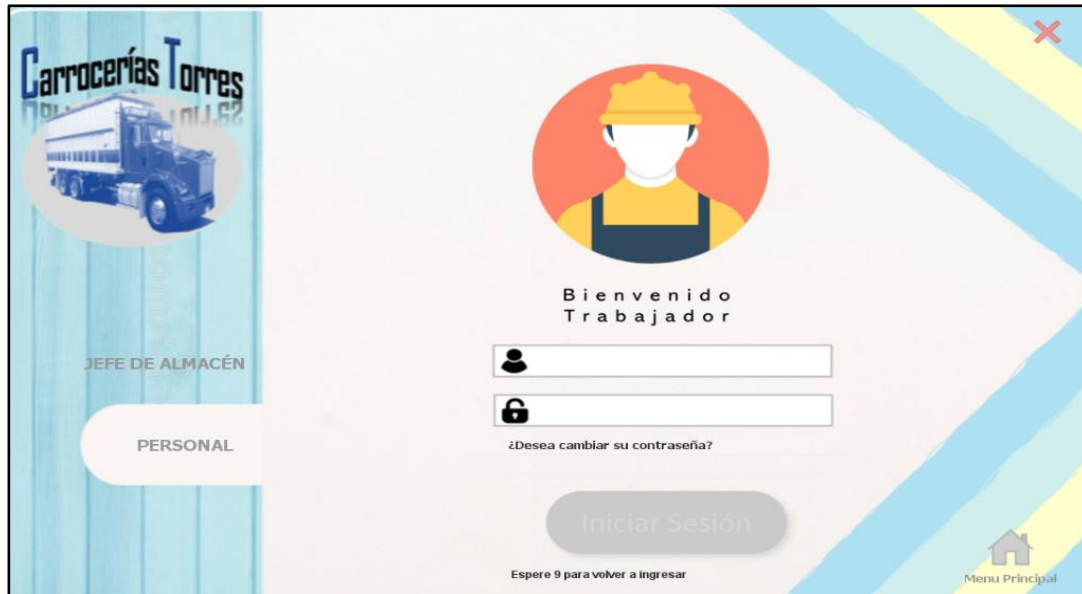 Carrocerías Torres
JEFE DE ALMACÉN
PERSONAL
Bienvenido
Trabajador
¿Desea cambiar su contraseña?
Iniciar Sesión
Espere 9 para volver a ingresar
Menu Principal